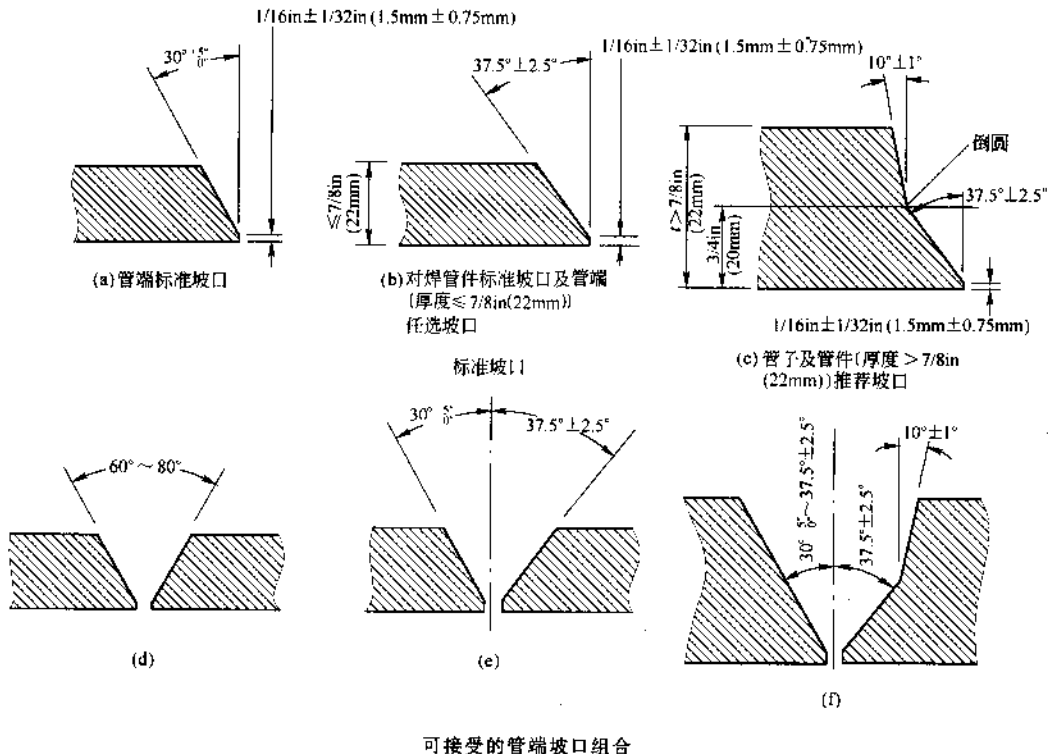 1/16in±1/32in (1.5mm±0.75mm)
30° +5° 0°
1/16in±1/32in (1.5mm±0.75mm)
37.5°±2.5°
10°±1°
倒圆
37.5°±2.5°
≤7/8in
(22mm)
t>7/8in
(22mm)
3/4in
(20mm)
(a)管端标准坡口
(b)对焊管件标准坡口及管端
〔厚度≤7/8in(22mm)〕
任选坡口
1/16in±1/32in (1.5mm±0.75mm)
(c)管子及管件〔厚度>7/8in
(22mm)〕推荐坡口
标准坡口
60°～80°
30° 5° 0°
37.5°±2.5°
30° 5° 0°～37.5°±2.5°
37.5°±2.5°
10°±1°
(d)
(e)
(f)
可接受的管端坡口组合